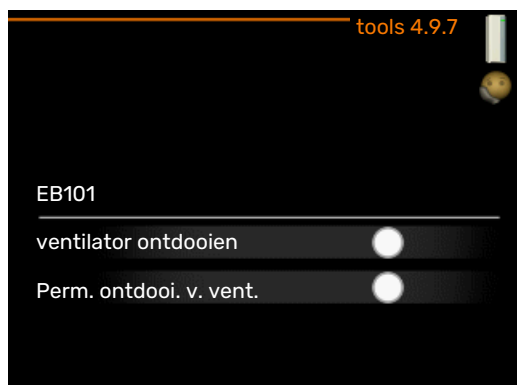 tools 4.9.7
EB101
ventilator ontdooien
Perm. ontdooi. v. vent.